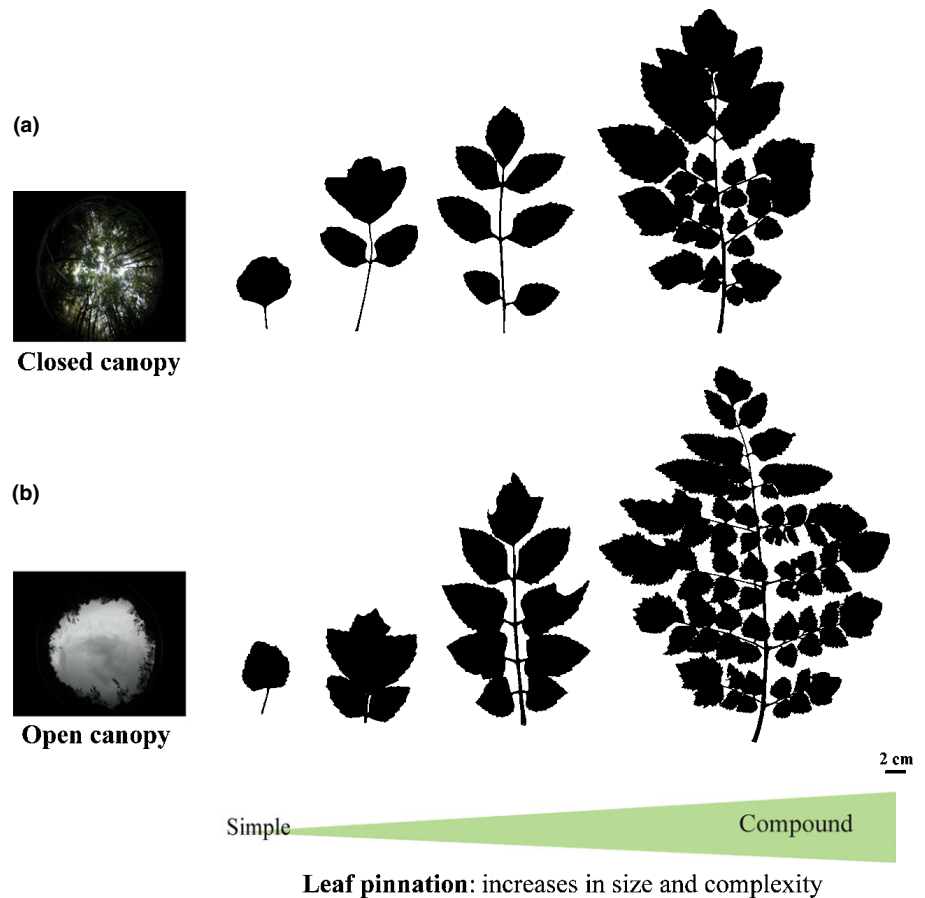 (a)
Closed canopy
(b)
Open canopy
2 cm
Simple
Compound
Leaf pinnation: increases in size and complexity